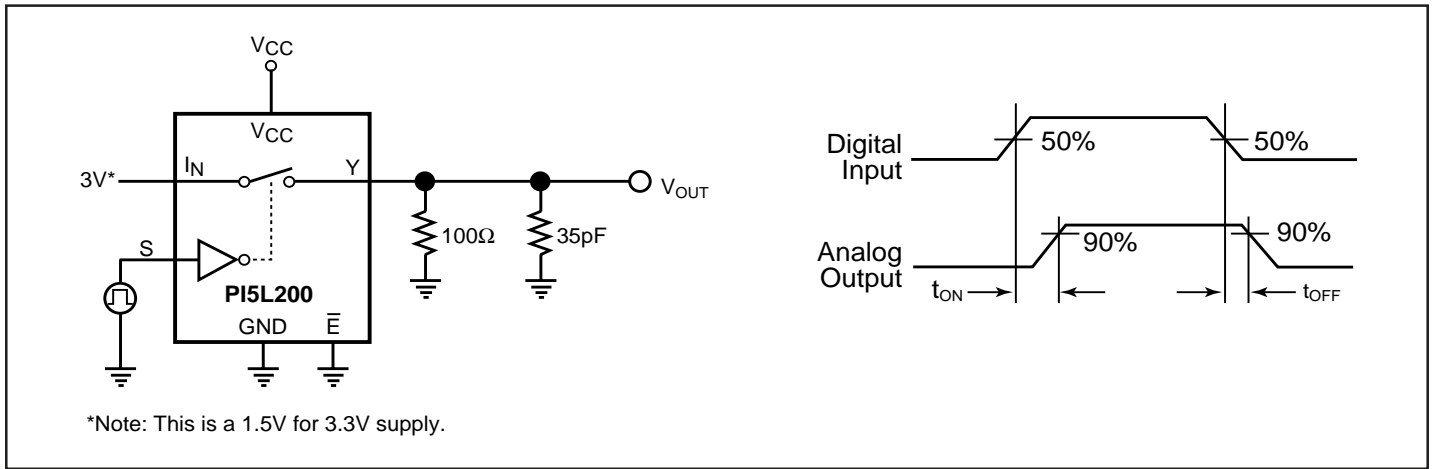 VCC
VCC
3V*
IN
Y
VOUT
S
100Ω
35pF
PI5L200
GND
E̅
*Note: This is a 1.5V for 3.3V supply.
Digital
Input
50%
50%
Analog
Output
90%
90%
tON
tOFF